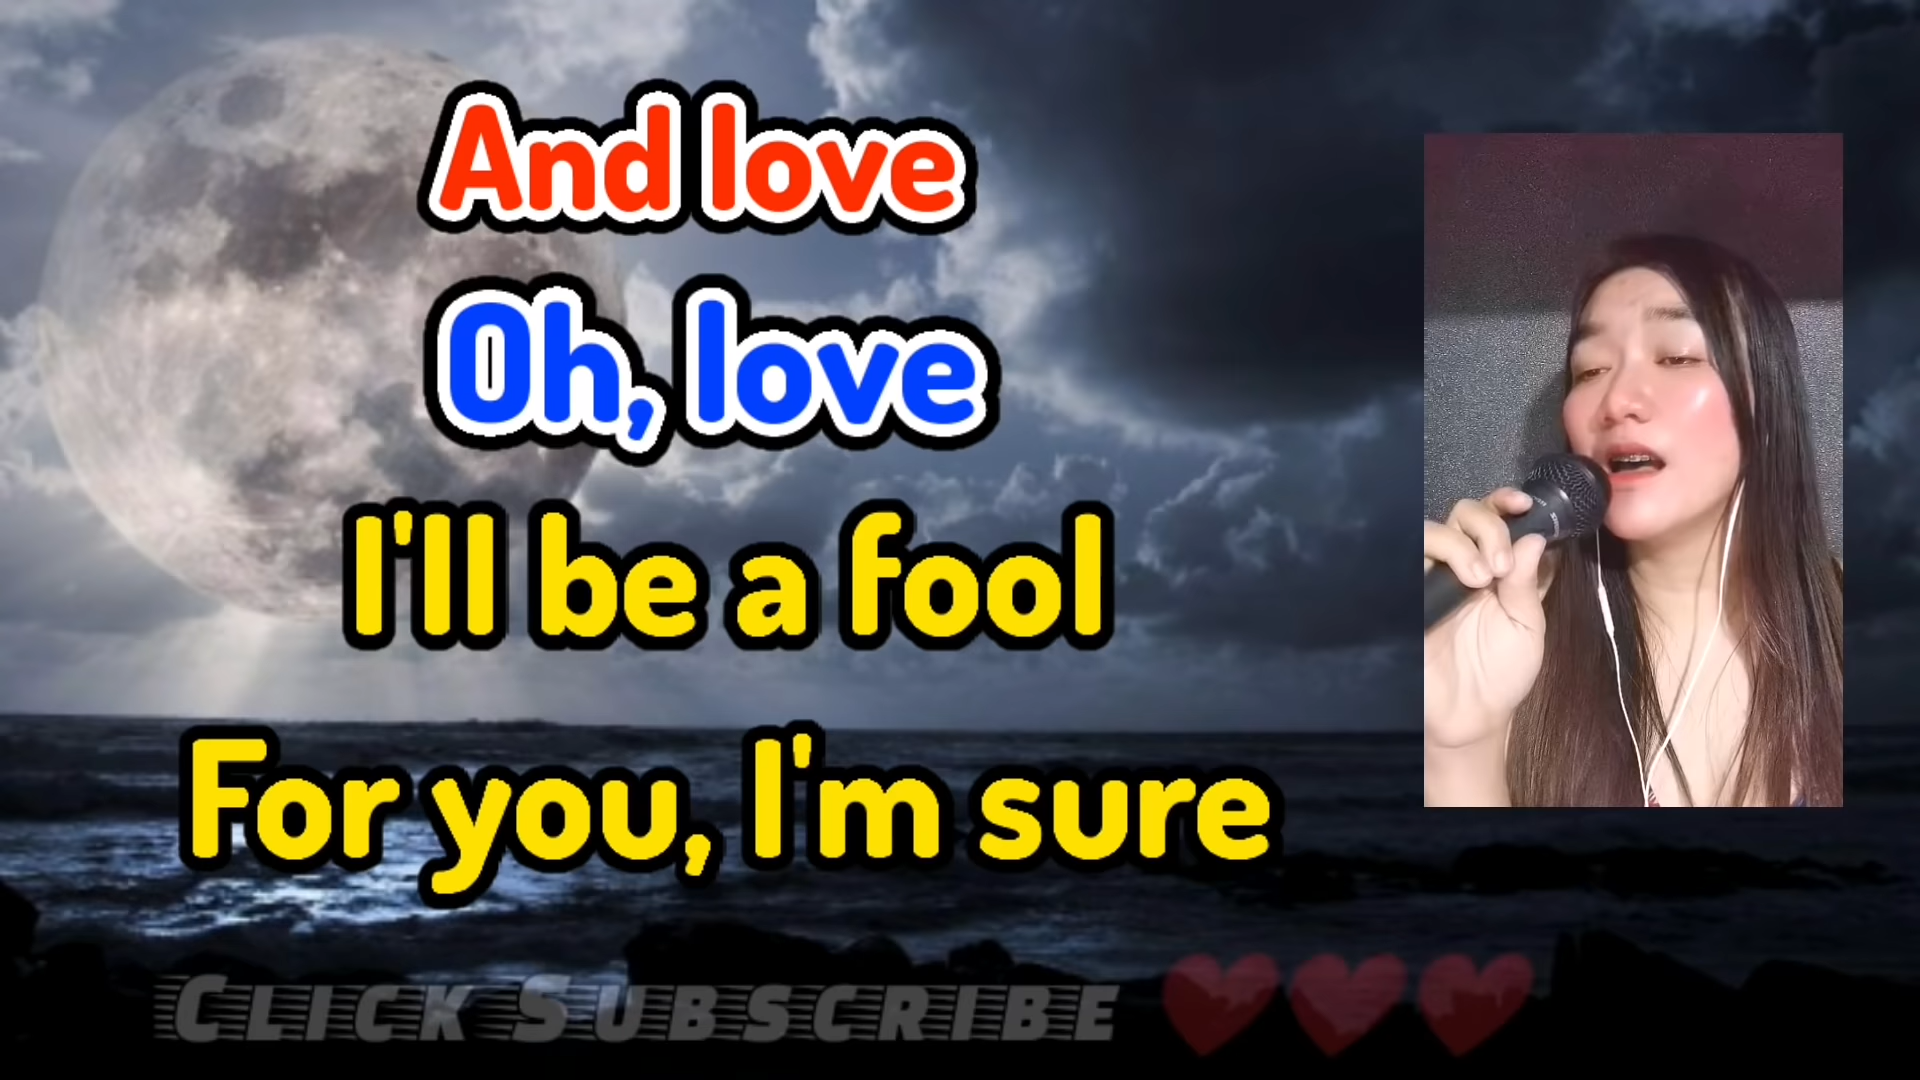 And love
Oh, love
I'll be a fool
For you, I'm sure
CLICK SUBSCRIBE